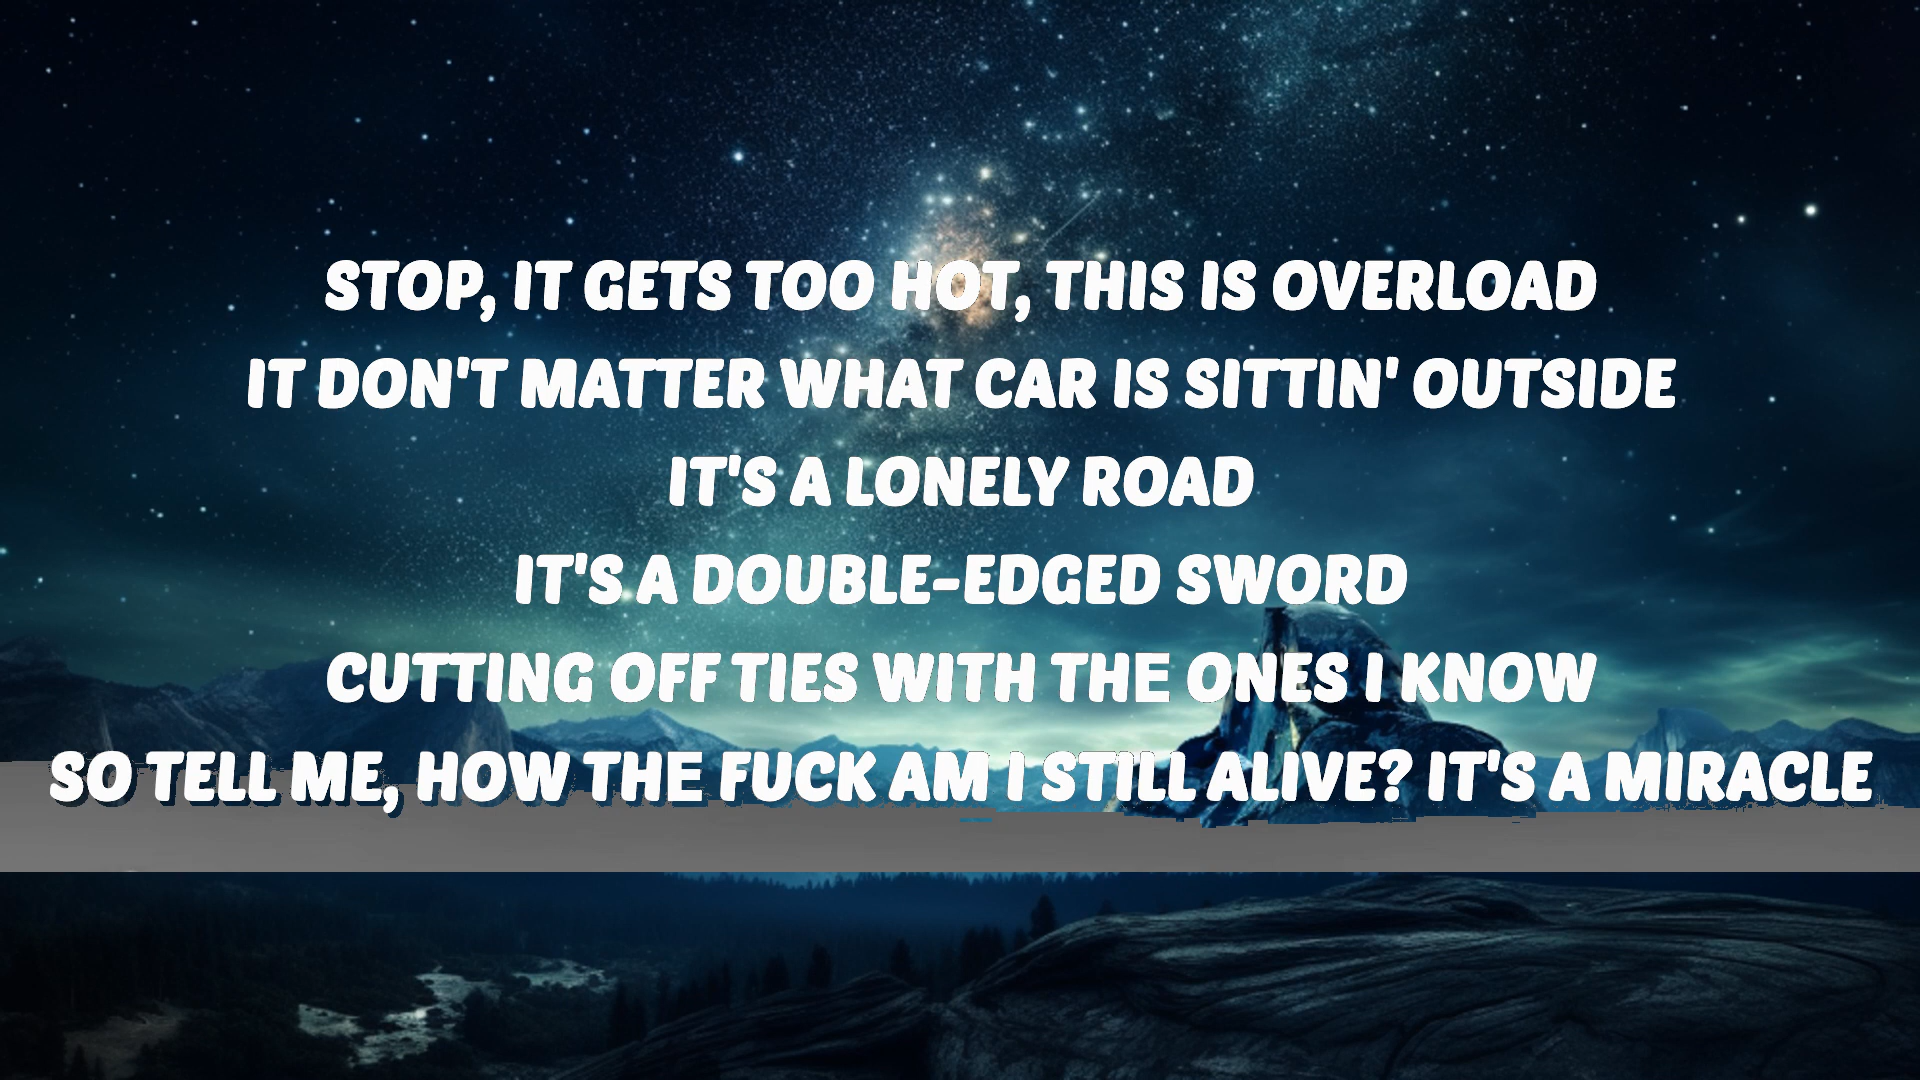 STOP, IT GETS TOO HOT, THIS IS OVERLOAD
IT DON'T MATTER WHAT CAR IS SITTIN' OUTSIDE
IT'S A LONELY ROAD
IT'S A DOUBLE-EDGED SWORD
CUTTING OFF TIES WITH THE ONES I KNOW
SO TELL ME, HOW THE FUCK AM I STILL ALIVE? IT'S A MIRACLE